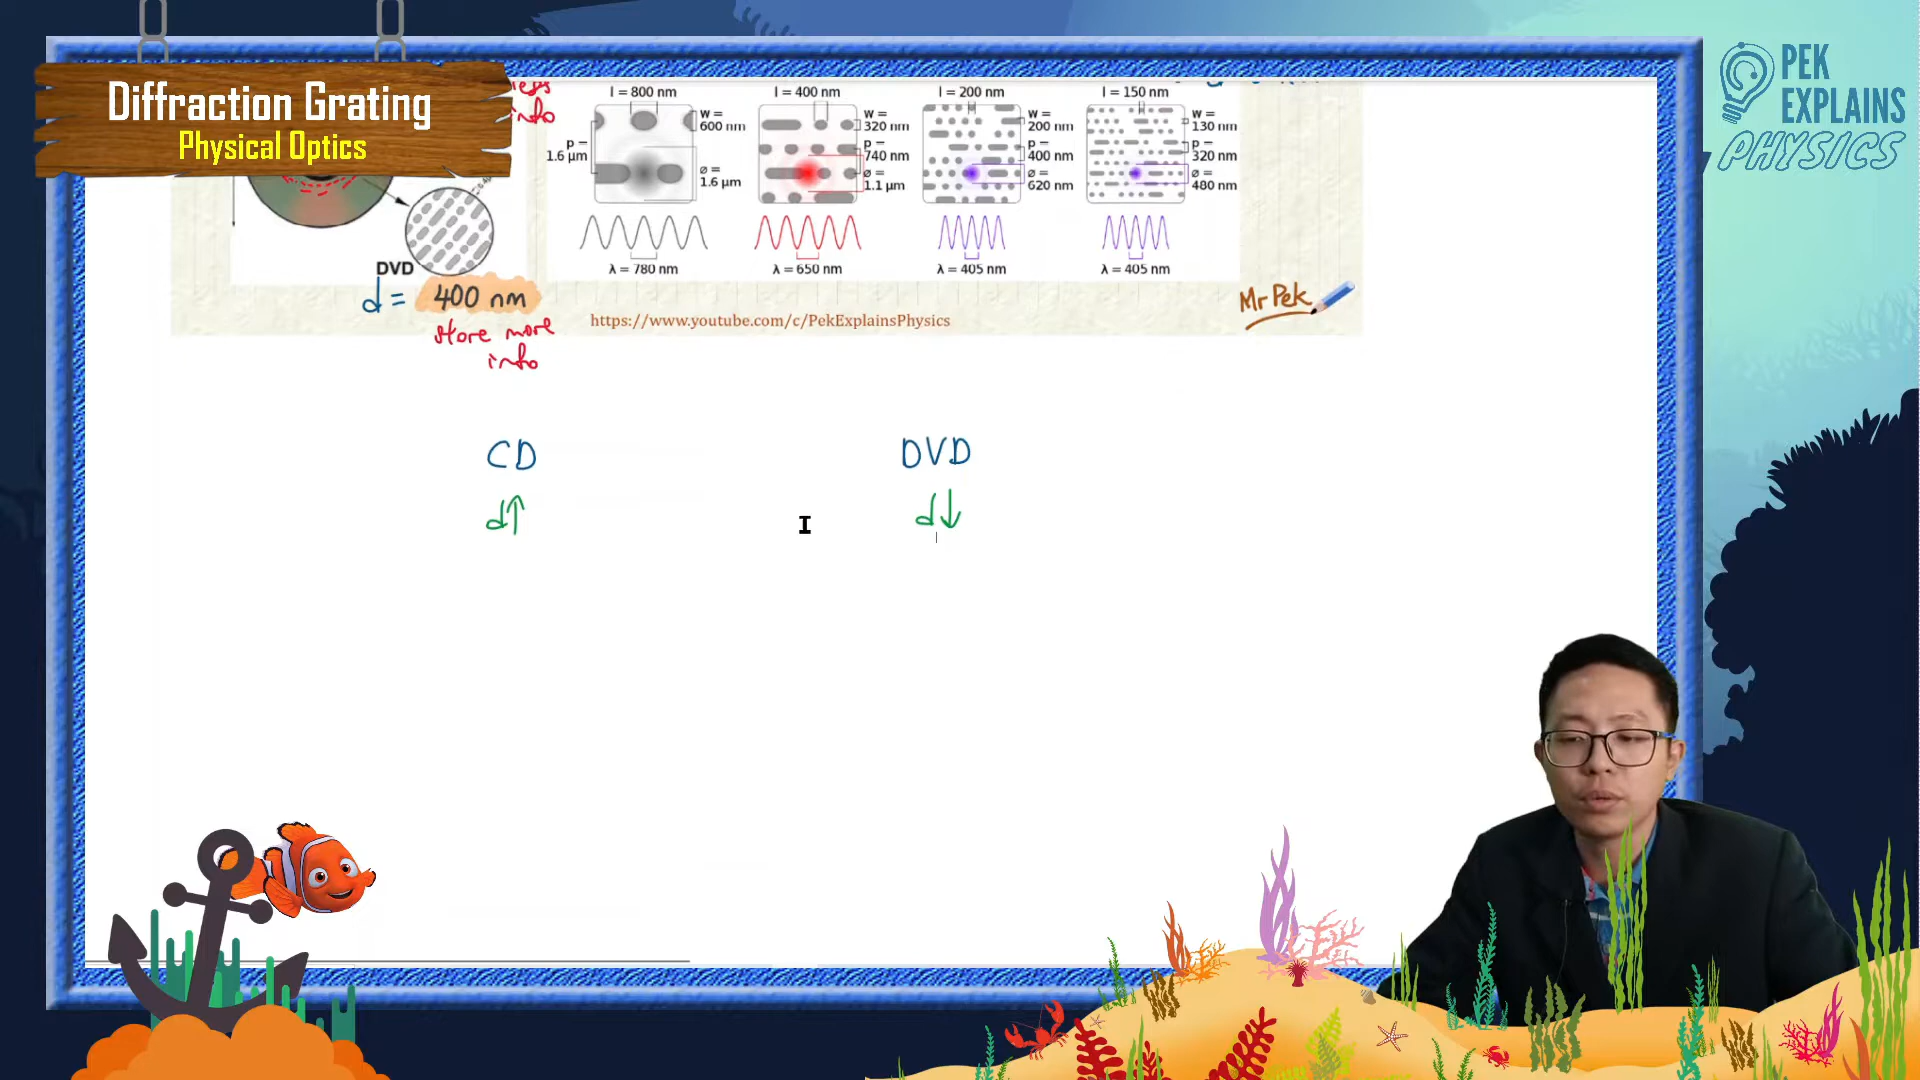 Diffraction Grating
Physical Optics
PEK
EXPLAINS
PHYSICS
less
info
l = 800 nm
w =
600 nm
p =
1.6 µm
ø =
1.6 µm
λ = 780 nm
l = 400 nm
w =
320 nm
p =
740 nm
ø =
1.1 µm
λ = 650 nm
l = 200 nm
w =
200 nm
p =
400 nm
ø =
620 nm
λ = 405 nm
l = 150 nm
w =
130 nm
p =
320 nm
ø =
480 nm
λ = 405 nm
DVD
d = 400 nm
store more
info
https://www.youtube.com/c/PekExplainsPhysics
Mr Pek
CD
DVD
d↑
d↓